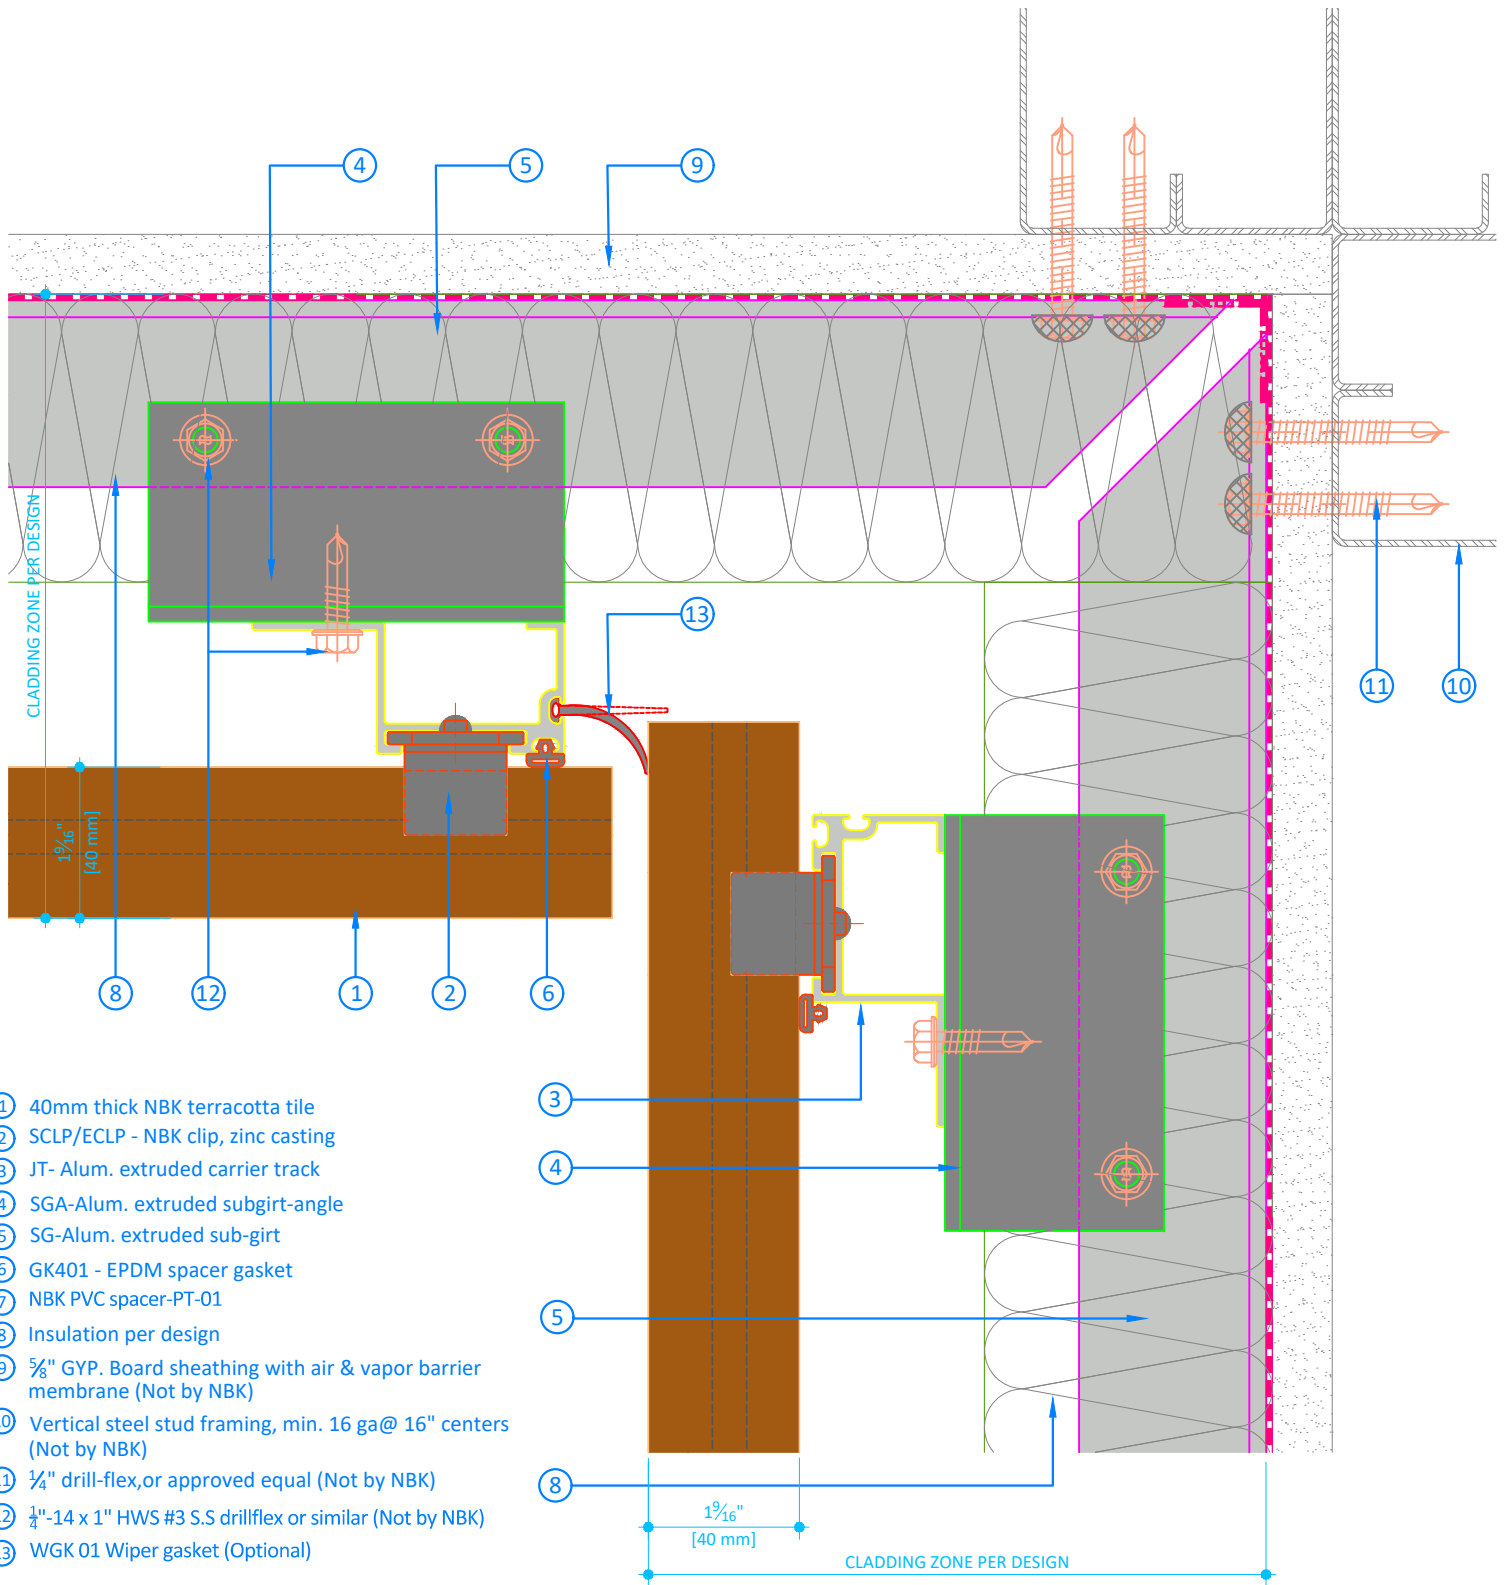 4
5
9
CLADDING ZONE PER DESIGN
13
11
10
1 9/16"
[40 mm]
8
12
1
2
6
3
4
5
8
1 40mm thick NBK terracotta tile
2 SCLP/ECLP - NBK clip, zinc casting
3 JT- Alum. extruded carrier track
4 SGA-Alum. extruded subgirt-angle
5 SG-Alum. extruded sub-girt
6 GK401 - EPDM spacer gasket
7 NBK PVC spacer-PT-01
8 Insulation per design
9 5/8" GYP. Board sheathing with air & vapor barrier
membrane (Not by NBK)
10 Vertical steel stud framing, min. 16 ga@ 16" centers
(Not by NBK)
11 1/4" drill-flex,or approved equal (Not by NBK)
12 1/4"-14 x 1" HWS #3 S.S drillflex or similar (Not by NBK)
13 WGK 01 Wiper gasket (Optional)
1 9/16"
[40 mm]
CLADDING ZONE PER DESIGN